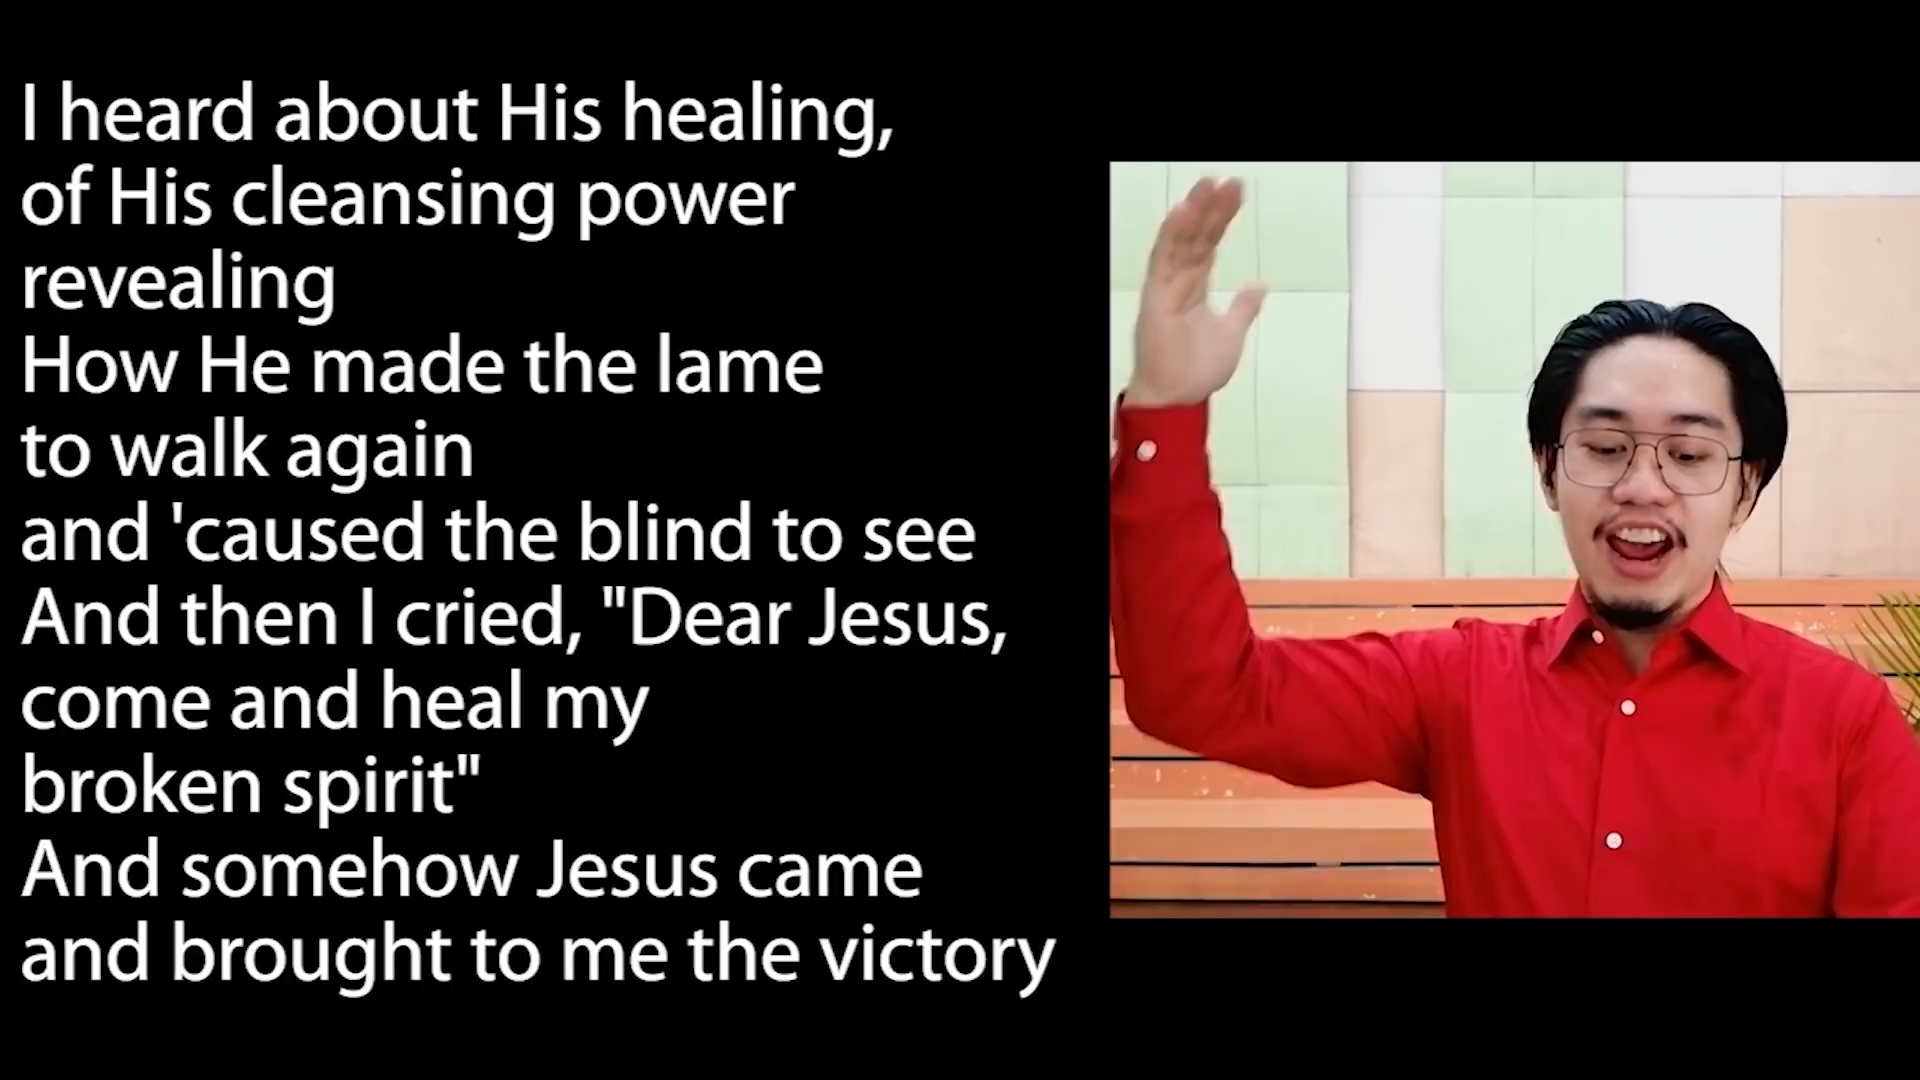 I heard about His healing,
of His cleansing power
revealing
How He made the lame
to walk again
and 'caused the blind to see
And then I cried, "Dear Jesus,
come and heal my
broken spirit"
And somehow Jesus came
and brought to me the victory